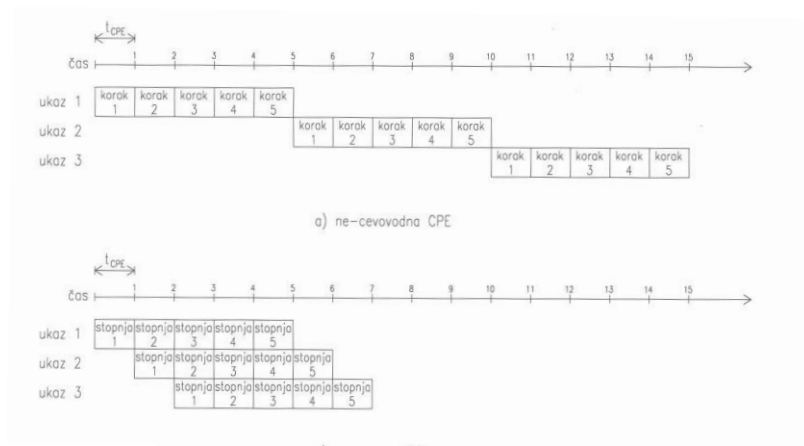 tCPE
1 2 3 4 5 6 7 8 9 10 11 12 13 14 15
čas
ukaz 1
korak 1 korak 2 korak 3 korak 4 korak 5
ukaz 2
korak 1 korak 2 korak 3 korak 4 korak 5
ukaz 3
korak 1 korak 2 korak 3 korak 4 korak 5
a) ne-cevovodna CPE
tCPE
1 2 3 4 5 6 7 8 9 10 11 12 13 14 15
čas
ukaz 1
stopnja 1 stopnja 2 stopnja 3 stopnja 4 stopnja 5
ukaz 2
stopnja 1 stopnja 2 stopnja 3 stopnja 4 stopnja 5
ukaz 3
stopnja 1 stopnja 2 stopnja 3 stopnja 4 stopnja 5